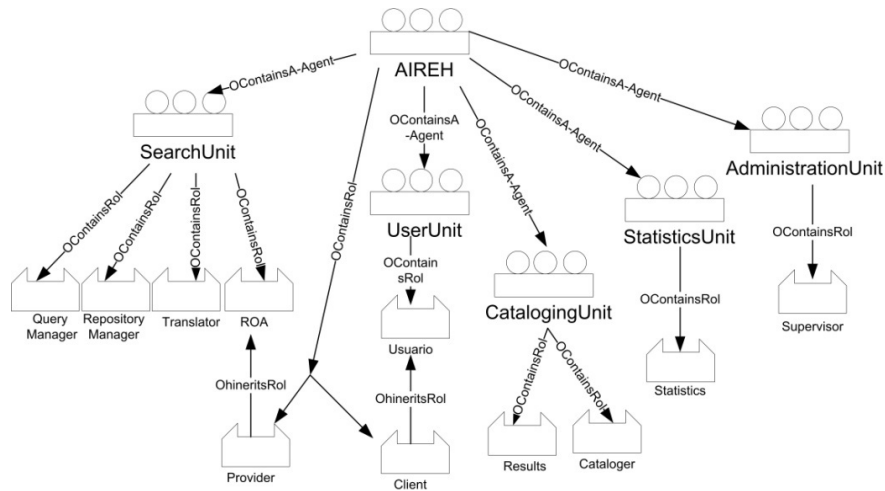 AIREH
OContainsA-Agent
OContainsA-Agent
OContainsA
-Agent
OContainsA-Agent
OContainsA-Agent
SearchUnit
AdministrationUnit
UserUnit
StatisticsUnit
OContainsRol
OContainsRol
OContainsRol
OContainsRol
OContainsRol
OContain
sRol
OContainsRol
OContainsRol
CatalogingUnit
Query
Manager
Repository
Manager
Translator
ROA
Usuario
Supervisor
OContainsRol
OContainsRol
Statistics
OhineritsRol
OhineritsRol
Provider
Client
Results
Cataloger